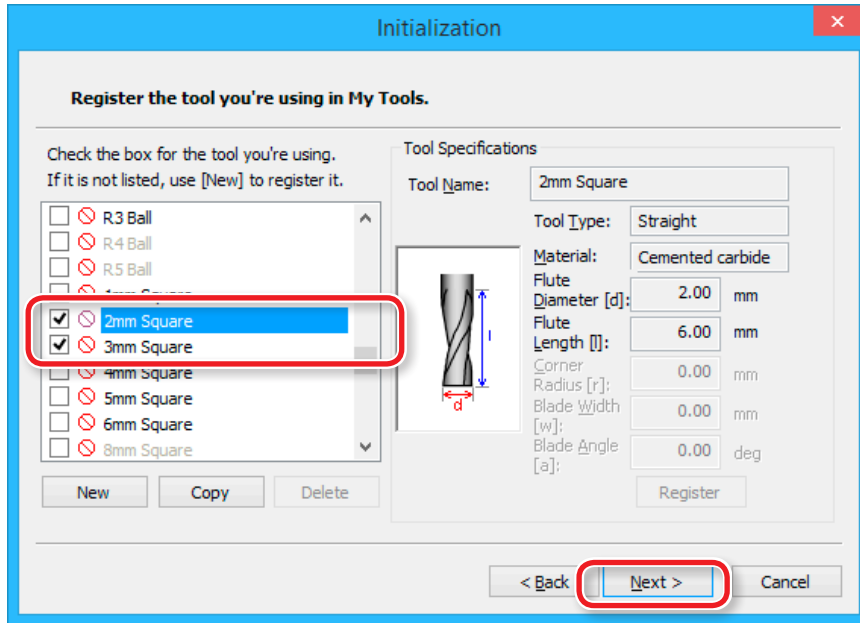 Initialization
Register the tool you're using in My Tools.
Check the box for the tool you're using.
If it is not listed, use [New] to register it.
R3 Ball
R4 Ball
R5 Ball
2mm Square
3mm Square
4mm Square
5mm Square
6mm Square
8mm Square
New
Copy
Delete
Tool Specifications
Tool Name: 2mm Square
Tool Type: Straight
Material: Cemented carbide
Flute
Diameter [d]: 2.00 mm
Flute
Length [l]: 6.00 mm
Corner
Radius [r]: 0.00 mm
Blade Width
[w]: 0.00 mm
Blade Angle
[a]: 0.00 deg
l
d
Register
< Back
Next >
Cancel